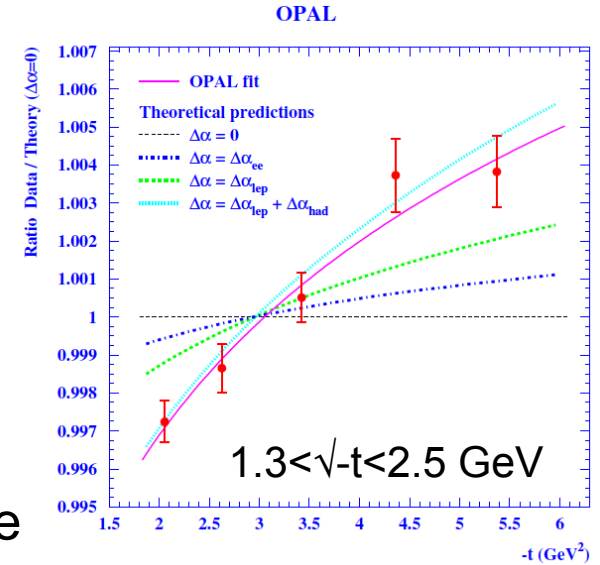 OPAL
Ratio Data / Theory (Δα=0)
1.007
1.006
1.005
1.004
1.003
1.002
1.001
1
0.999
0.998
0.997
0.996
0.995
OPAL fit
Theoretical predictions
Δα = 0
Δα = Δα_ee
Δα = Δα_lep
Δα = Δα_lep + Δα_had
1.3<√-t<2.5 GeV
e
1.5 2 2.5 3 3.5 4 4.5 5 5.5 6
-t (GeV²)